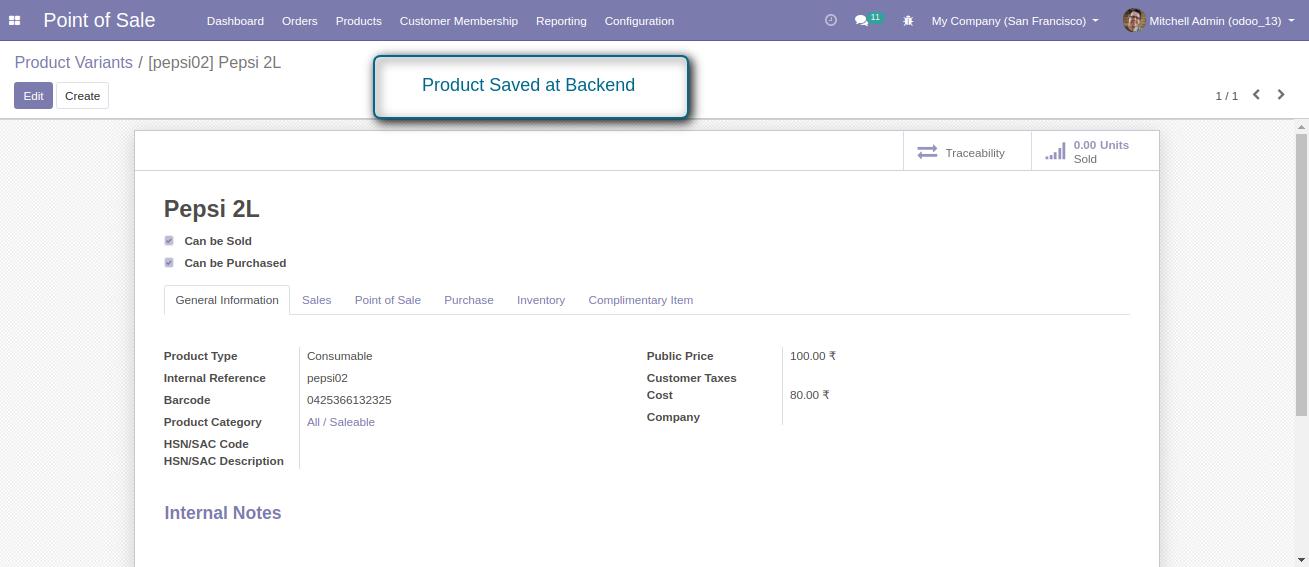 Point of Sale Dashboard Orders Products Customer Membership Reporting Configuration 11 My Company (San Francisco) Mitchell Admin (odoo_13)
Product Variants / [pepsi02] Pepsi 2L
Product Saved at Backend
Edit Create 1 / 1
Traceability
0.00 Units
Sold
Pepsi 2L
Can be Sold
Can be Purchased
General Information Sales Point of Sale Purchase Inventory Complimentary Item
Product Type Consumable
Internal Reference pepsi02
Barcode 0425366132325
Product Category All / Saleable
HSN/SAC Code
HSN/SAC Description
Public Price 100.00 ₹
Customer Taxes
Cost 80.00 ₹
Company
Internal Notes